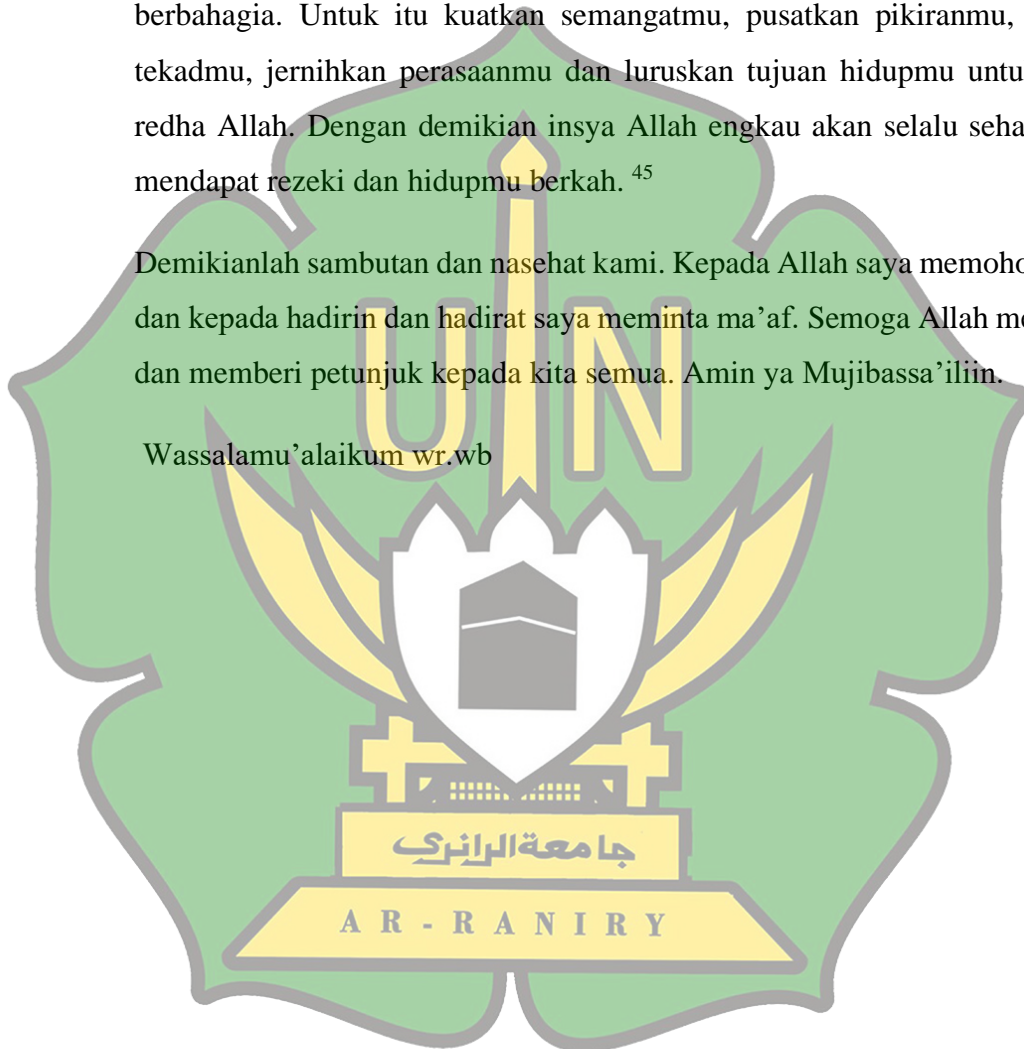 berbahagia. Untuk itu kuatkan semangatmu, pusatkan pikiranmu,
tekadmu, jernihkan perasaanmu dan luruskan tujuan hidupmu untu
redha Allah. Dengan demikian insya Allah engkau akan selalu seha
mendapat rezeki dan hidupmu berkah. 45
Demikianlah sambutan dan nasehat kami. Kepada Allah saya memoho
dan kepada hadirin dan hadirat saya meminta ma’af. Semoga Allah me
dan memberi petunjuk kepada kita semua. Amin ya Mujibassa’iliin.
Wassalamu’alaikum wr.wb
UIN
جامعة الرانري
AR-RANIRY